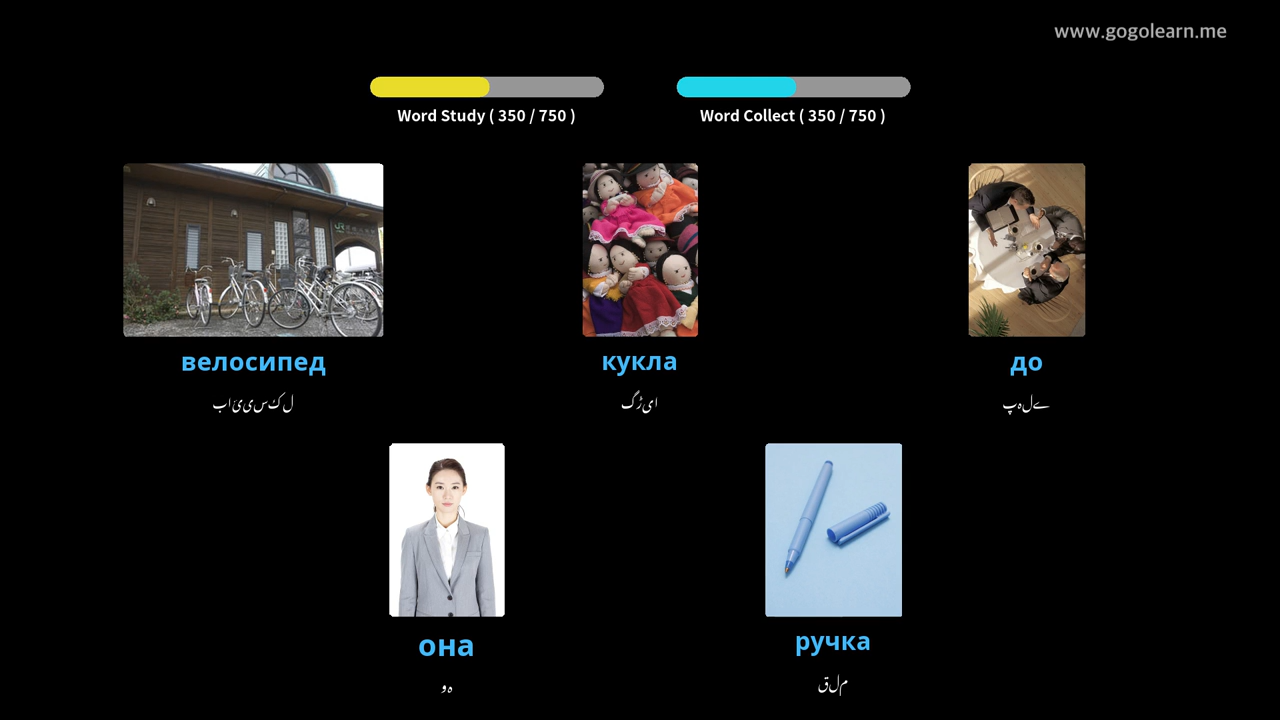 www.gogolearn.me
Word Study ( 350 / 750 )
Word Collect ( 350 / 750 )
велосипед
кукла
до
بائیسکل
گڑیا
پہلے
она
ручка
وہ
قلم